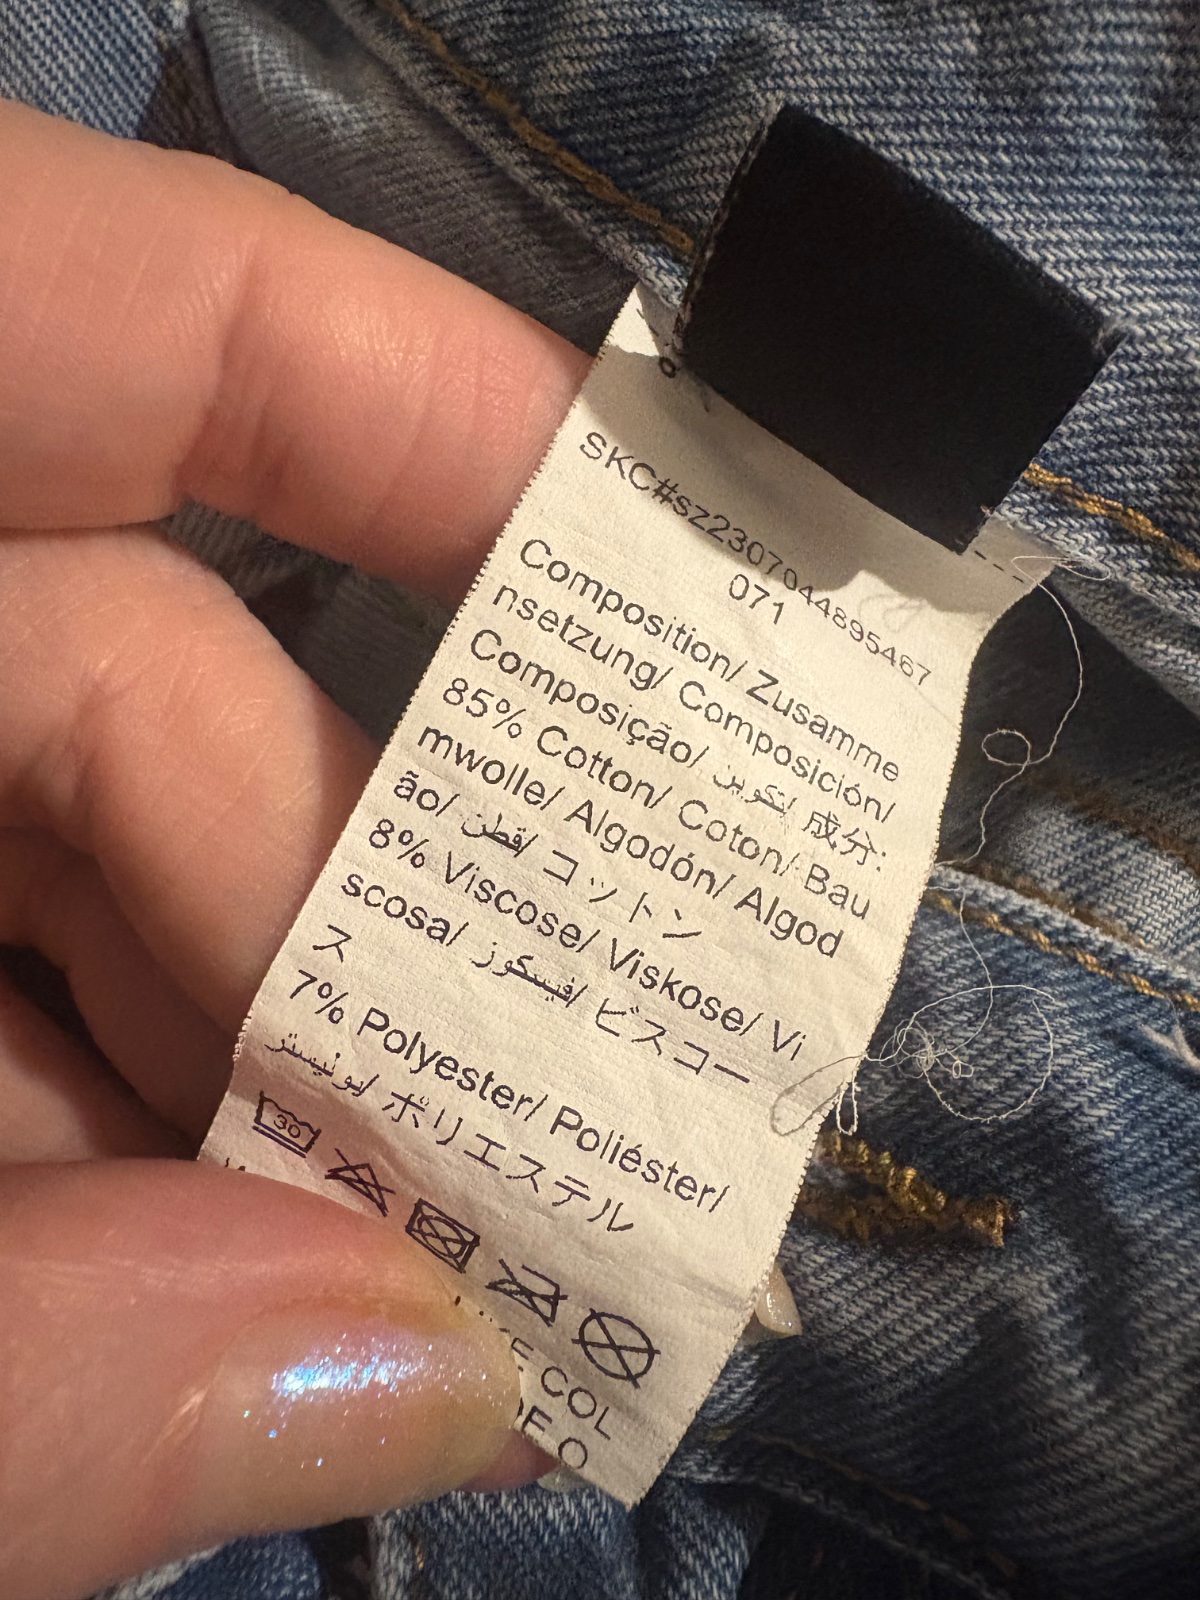 SKC#sz2307044895467
071
Composition/ Zusamme
nsetzung/ Composición/
Composição/ تكوين/ 成分:
85% Cotton/ Coton/ Bau
mwolle/ Algodón/ Algod
ão/ قطن/ コットン
8% Viscose/ Viskose/ Vi
scosa/ فيسكوز/ ビスコー
ス
7% Polyester/ Poliéster/
بوليستر/ ポリエステル
30
COL